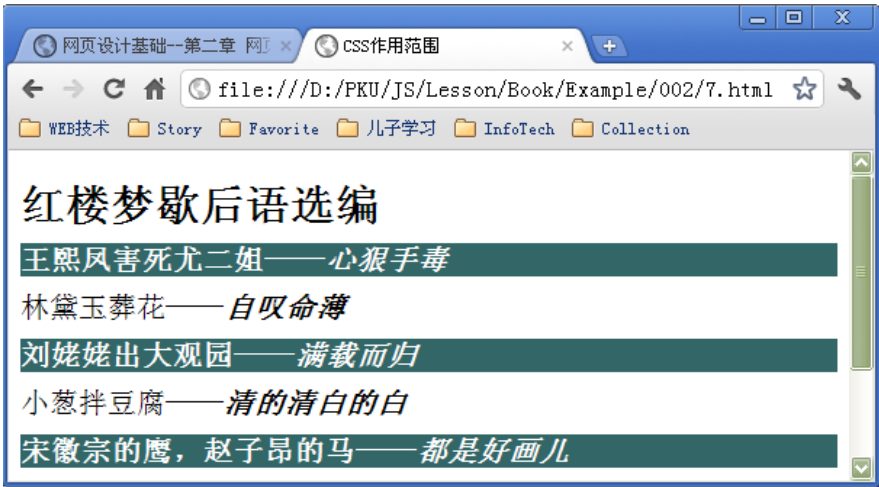 网页设计基础--第二章 网页
CSS作用范围
file:///D:/PKU/JS/Lesson/Book/Example/002/7.html
WEB技术 Story Favorite 儿子学习 InfoTech Collection
红楼梦歇后语选编
王熙凤害死尤二姐——心狠手毒
林黛玉葬花——自叹命薄
刘姥姥出大观园——满载而归
小葱拌豆腐——清的清白的白
宋徽宗的鹰，赵子昂的马——都是好画儿